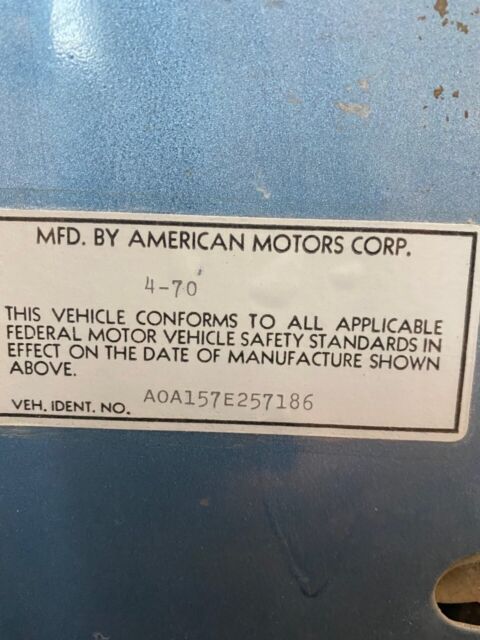 MFD. BY AMERICAN MOTORS CORP.
4-70
THIS VEHICLE CONFORMS TO ALL APPLICABLE
FEDERAL MOTOR VEHICLE SAFETY STANDARDS IN
EFFECT ON THE DATE OF MANUFACTURE SHOWN
ABOVE.
VEH. IDENT. NO. A0A157E257186